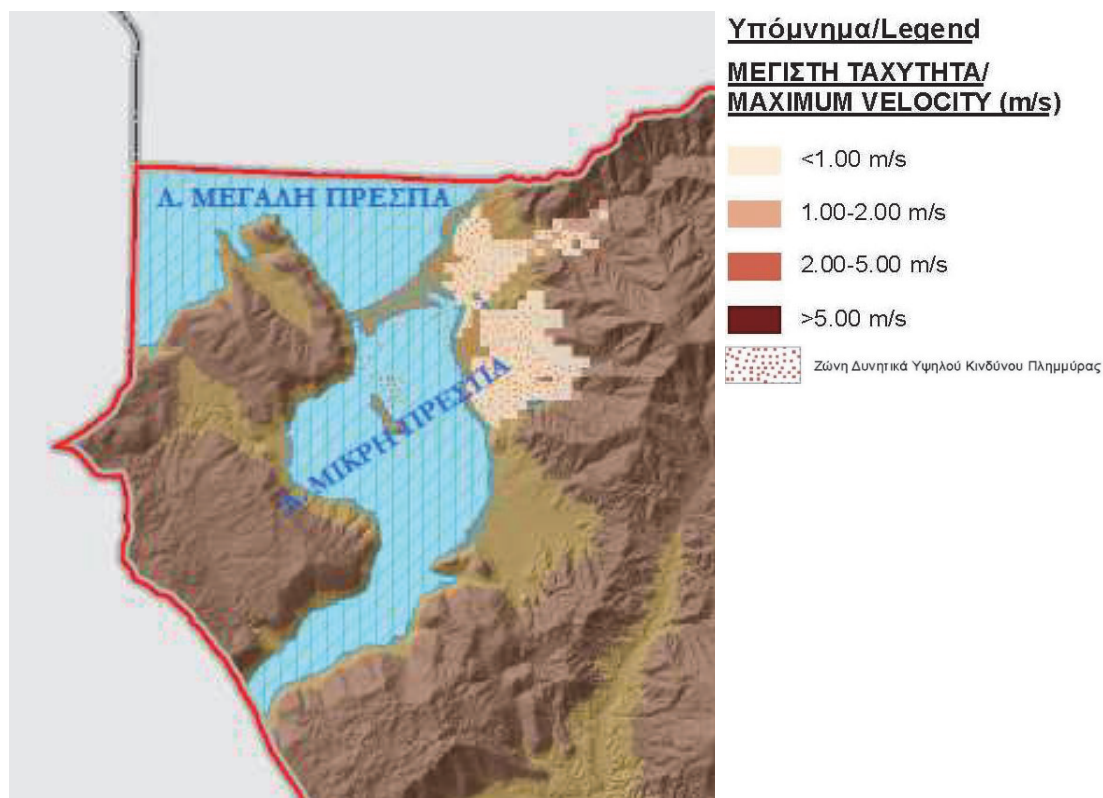 Λ. ΜΕΓΑΛΗ ΠΡΕΣΠΑ
Λ. ΜΙΚΡΗ ΠΡΕΣΠΑ
Υπόμνημα/Legend
ΜΕΓΙΣΤΗ ΤΑΧΥΤΗΤΑ/
MAXIMUM VELOCITY (m/s)
<1.00 m/s
1.00-2.00 m/s
2.00-5.00 m/s
>5.00 m/s
Ζώνη Δυνητικά Υψηλού Κινδύνου Πλημμύρας